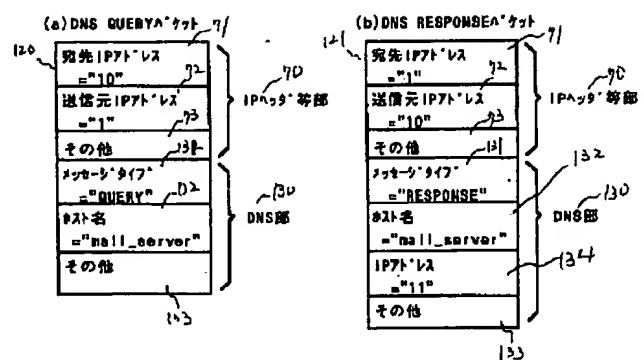 (a)DNS QUERYパケット
120
71
宛先IPアドレス
="10"
72
送信元IPアドレス
="1"
73
その他
IPヘッダ等部
70
131
メッセージタイプ
="QUERY"
132
ホスト名
="mail_server"
その他
DNS部
130
133
(b)DNS RESPONSEパケット
121
71
宛先IPアドレス
="1"
72
送信元IPアドレス
="10"
73
その他
IPヘッダ等部
70
131
メッセージタイプ
="RESPONSE"
132
ホスト名
="mail_server"
IPアドレス
="11"
134
その他
DNS部
130
133